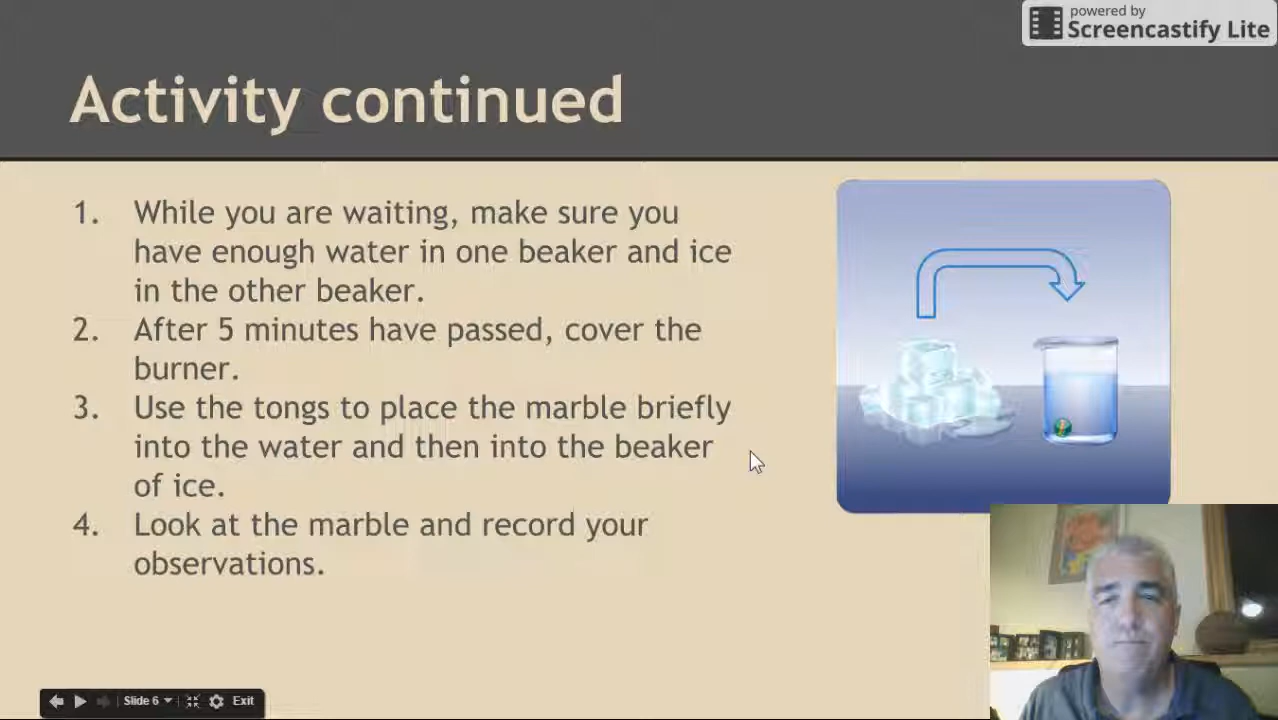 powered by
Screencastify Lite
Activity continued
1. While you are waiting, make sure you
have enough water in one beaker and ice
in the other beaker.
2. After 5 minutes have passed, cover the
burner.
3. Use the tongs to place the marble briefly
into the water and then into the beaker
of ice.
4. Look at the marble and record your
observations.
Slide 6 Exit